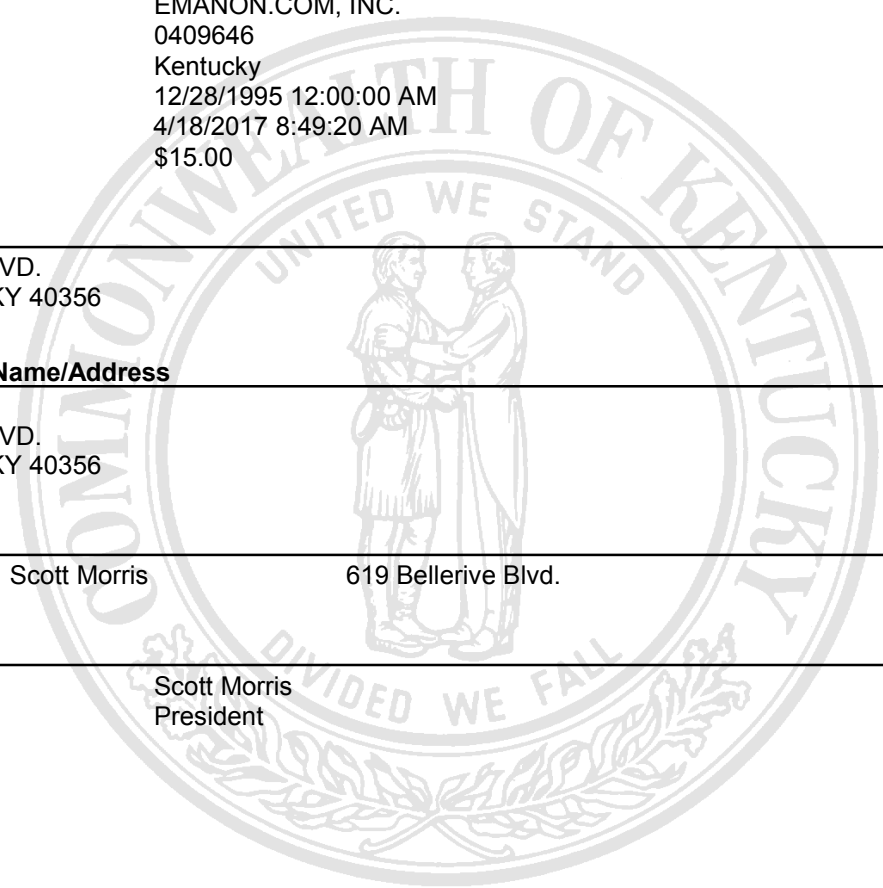 EMANON.COM, INC.
0409646
Kentucky
12/28/1995 12:00:00 AM
4/18/2017 8:49:20 AM
$15.00
VD.
KY 40356
Name/Address
VD.
KY 40356
Scott Morris 619 Bellerive Blvd.
Scott Morris
President
COMMONWEALTH OF KENTUCKY
UNITED WE STAND
DIVIDED WE FALL